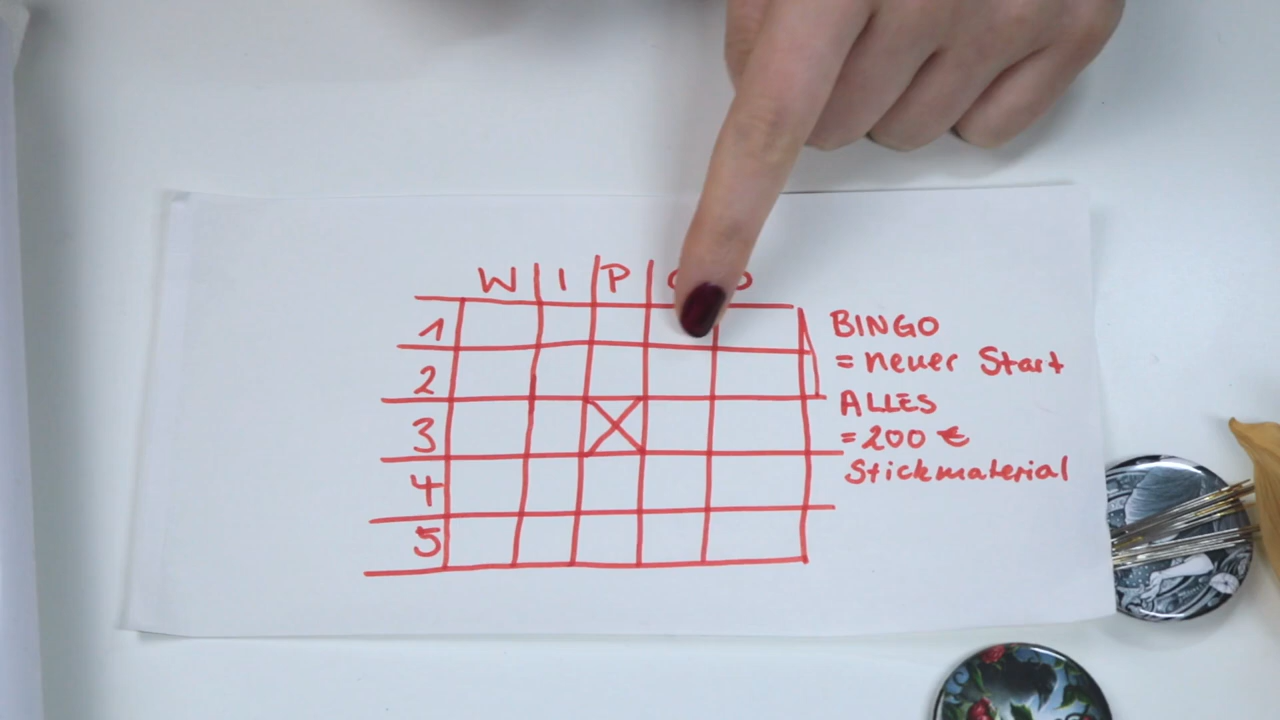 W I P O
1
2
3
4
5
BINGO
= neuer Start
ALLES
= 200 €
Stickmaterial